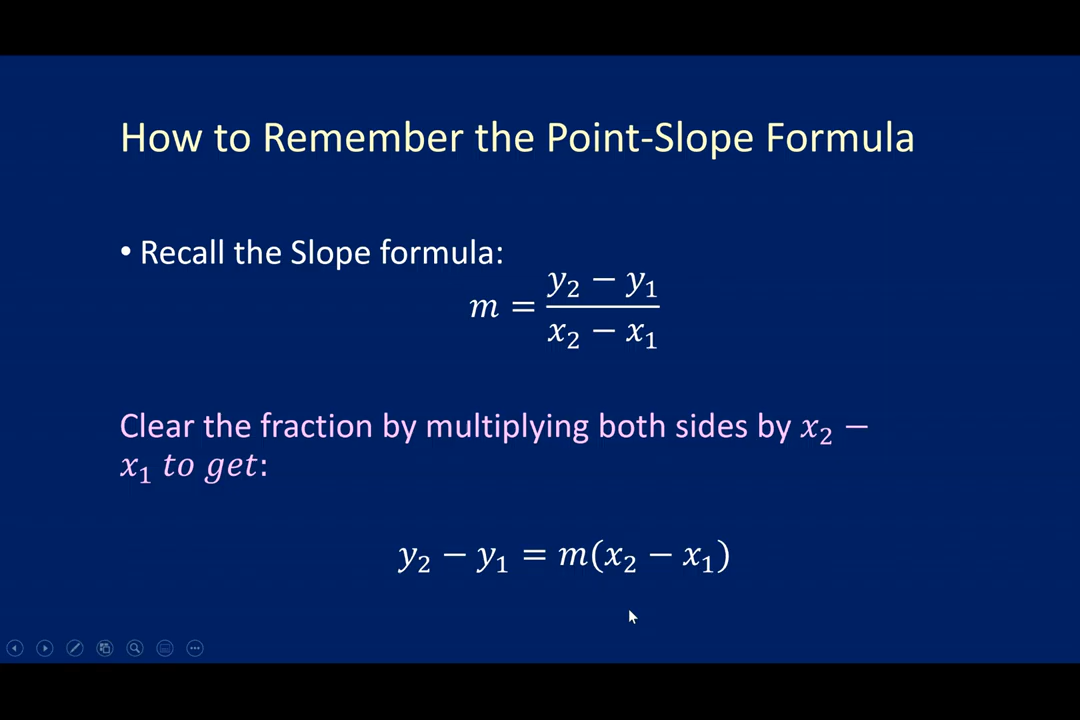 How to Remember the Point-Slope Formula
• Recall the Slope formula:
m = (y₂ − y₁)/(x₂ − x₁)
Clear the fraction by multiplying both sides by x₂ −
x₁ to get:
y₂ − y₁ = m(x₂ − x₁)